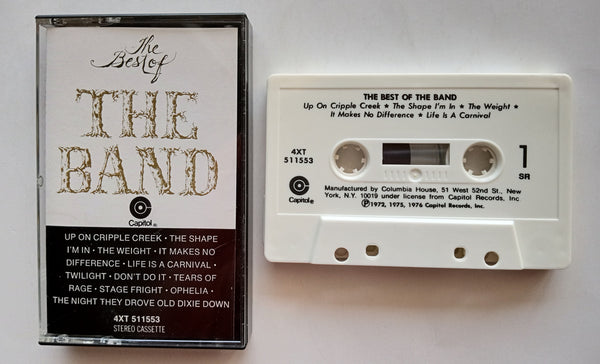 The
Best of
THE
BAND
Capitol®
UP ON CRIPPLE CREEK • THE SHAPE
I'M IN • THE WEIGHT • IT MAKES NO
DIFFERENCE • LIFE IS A CARNIVAL •
TWILIGHT • DON'T DO IT • TEARS OF
RAGE • STAGE FRIGHT • OPHELIA •
THE NIGHT THEY DROVE OLD DIXIE DOWN
4XT 511553
STEREO CASSETTE
THE BEST OF THE BAND
Up On Cripple Creek ★ The Shape I'm In ★ The Weight ★
It Makes No Difference ★ Life Is A Carnival
4XT
511553
1
SR
Capitol®
Manufactured by Columbia House, 51 West 52nd St., New
York, N.Y. 10019 under license from Capitol Records, Inc.
℗1972, 1975, 1976 Capitol Records, Inc.